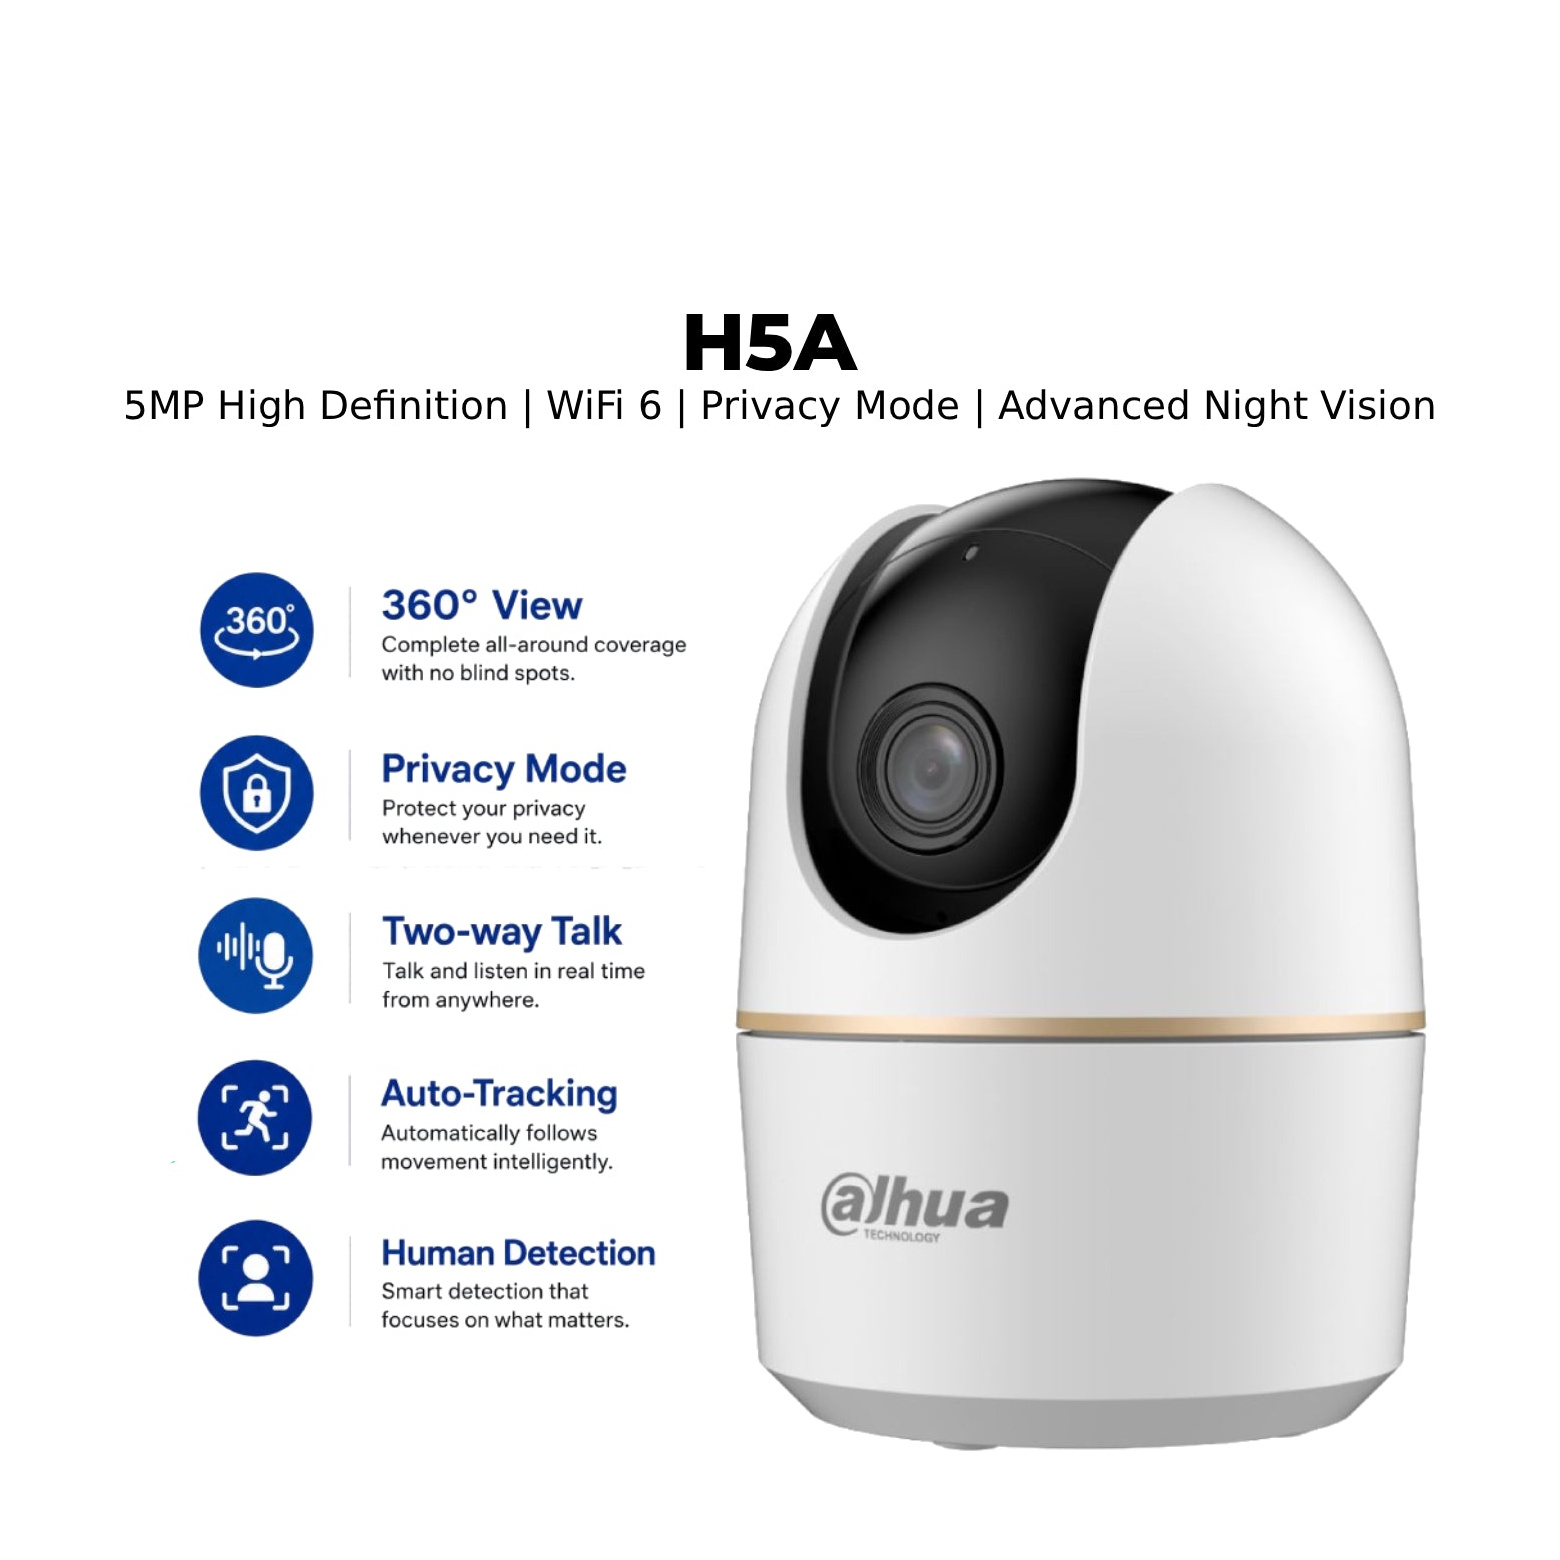 H5A
5MP High Definition | WiFi 6 | Privacy Mode | Advanced Night Vision
360°
360° View
Complete all-around coverage
with no blind spots.
Privacy Mode
Protect your privacy
whenever you need it.
Two-way Talk
Talk and listen in real time
from anywhere.
Auto-Tracking
Automatically follows
movement intelligently.
Human Detection
Smart detection that
focuses on what matters.
alhua
TECHNOLOGY